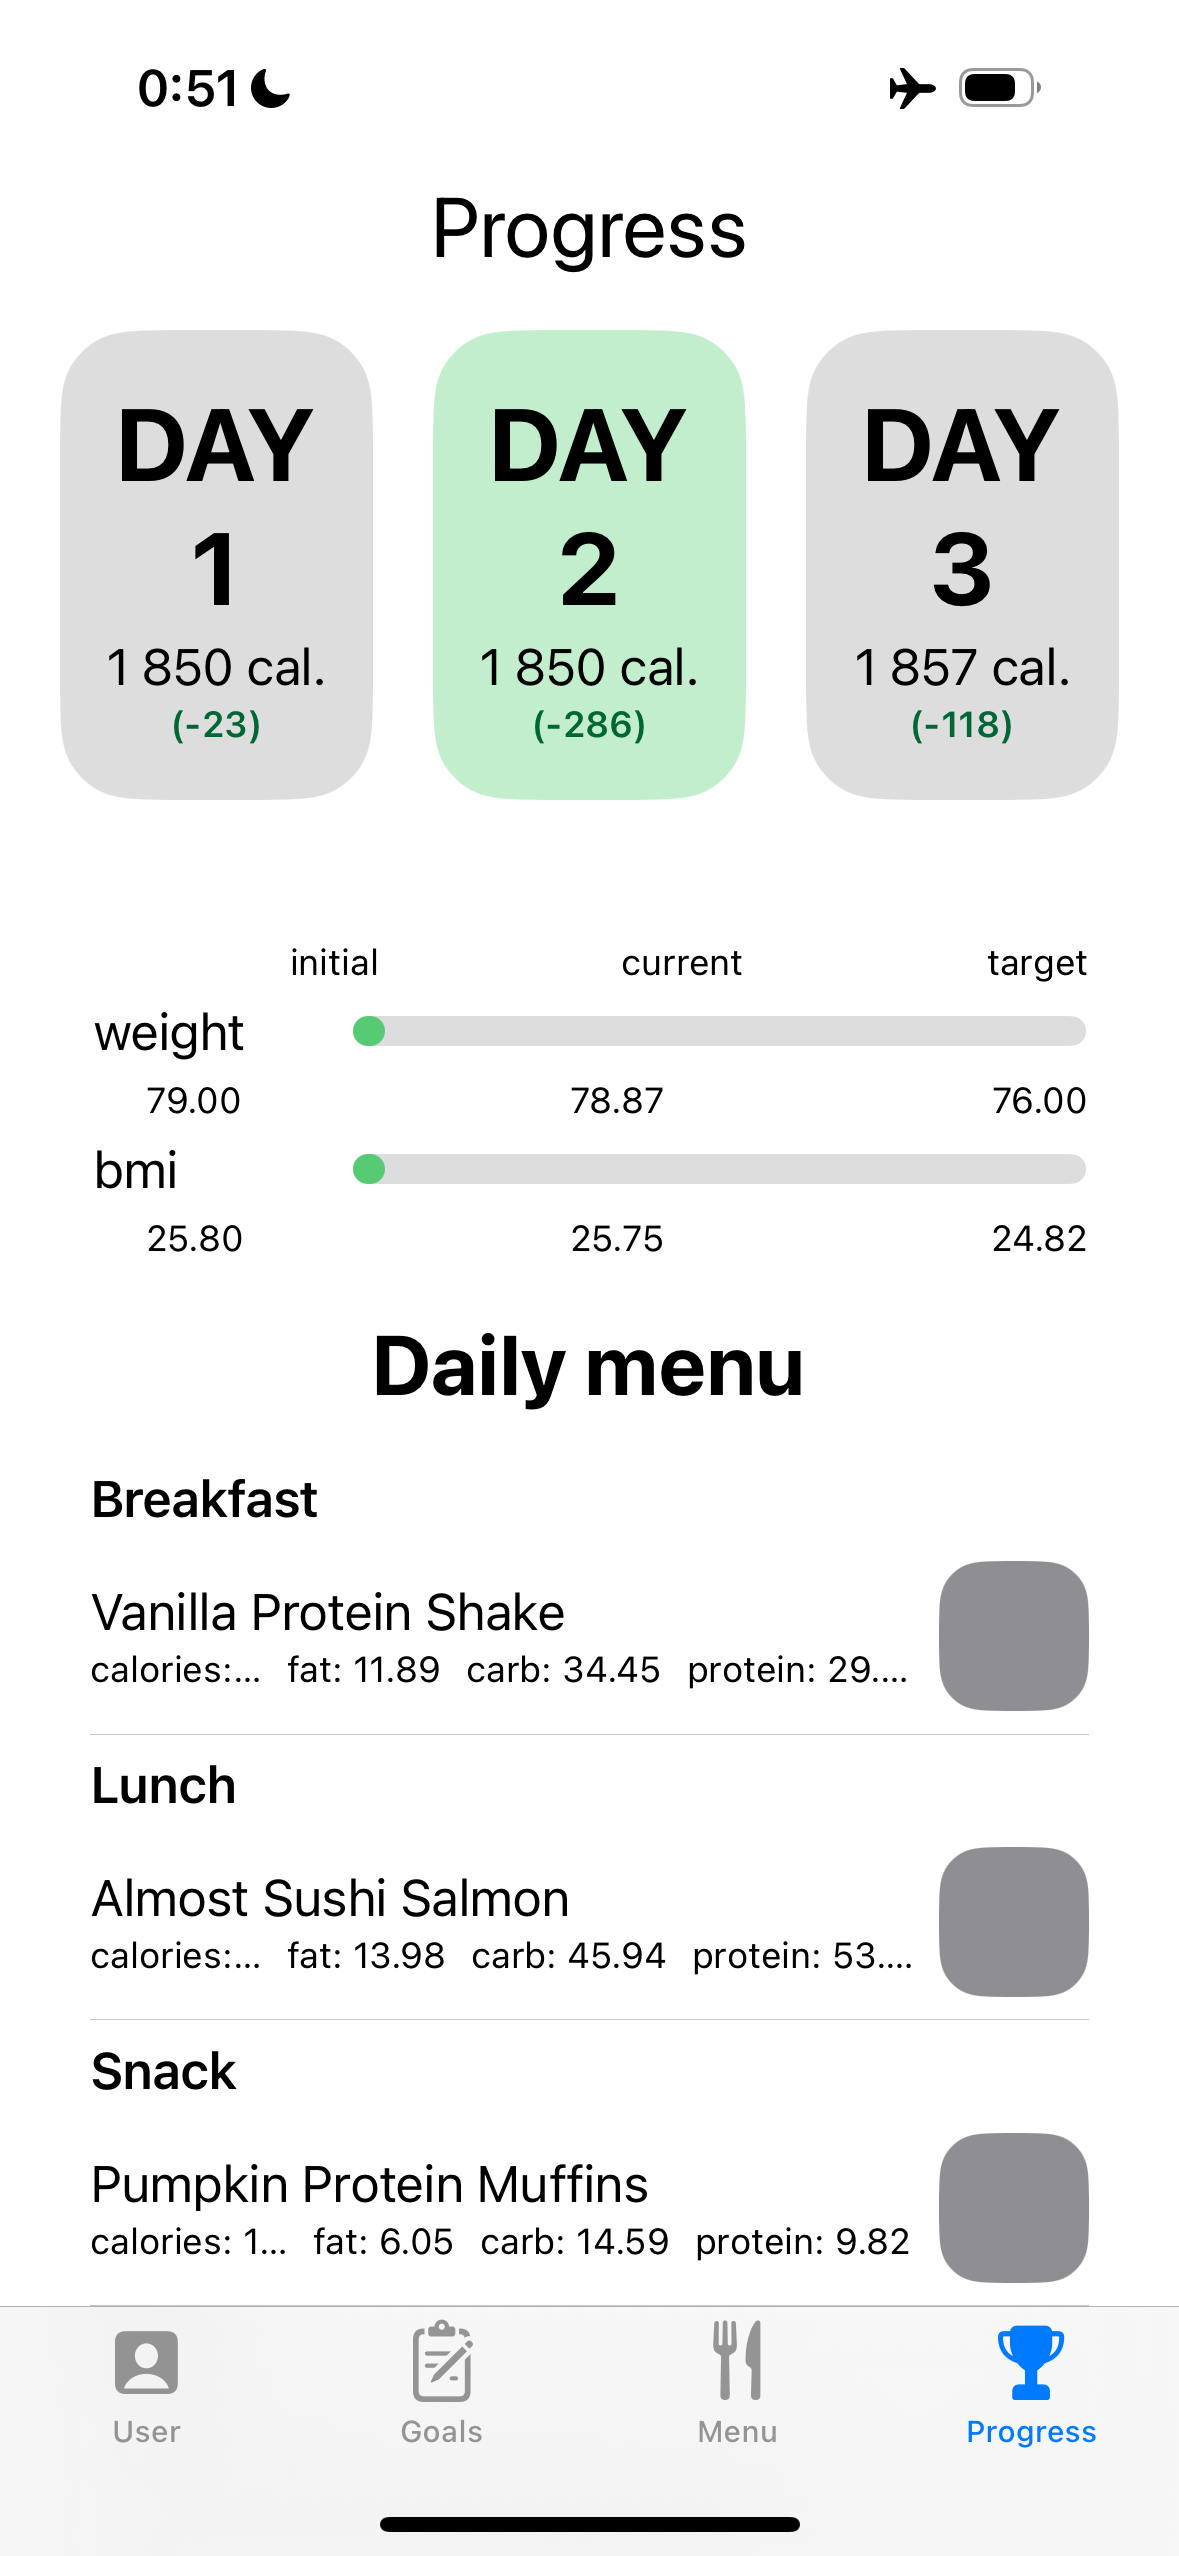 0:51
Progress
DAY
1
1 850 cal.
(-23)
DAY
2
1 850 cal.
(-286)
DAY
3
1 857 cal.
(-118)
initial current target
weight
79.00 78.87 76.00
bmi
25.80 25.75 24.82
Daily menu
Breakfast
Vanilla Protein Shake
calories:... fat: 11.89 carb: 34.45 protein: 29....
Lunch
Almost Sushi Salmon
calories:... fat: 13.98 carb: 45.94 protein: 53....
Snack
Pumpkin Protein Muffins
calories: 1... fat: 6.05 carb: 14.59 protein: 9.82
User Goals Menu Progress